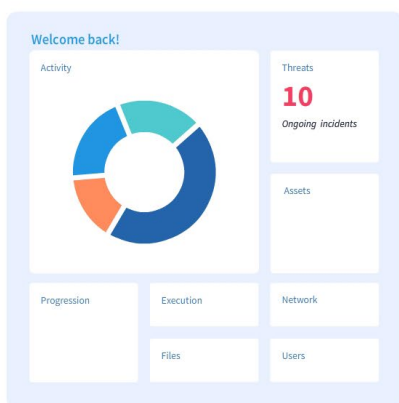 Welcome back!
Activity
Threats
10
Ongoing incidents
Assets
Progression
Execution
Network
Files
Users